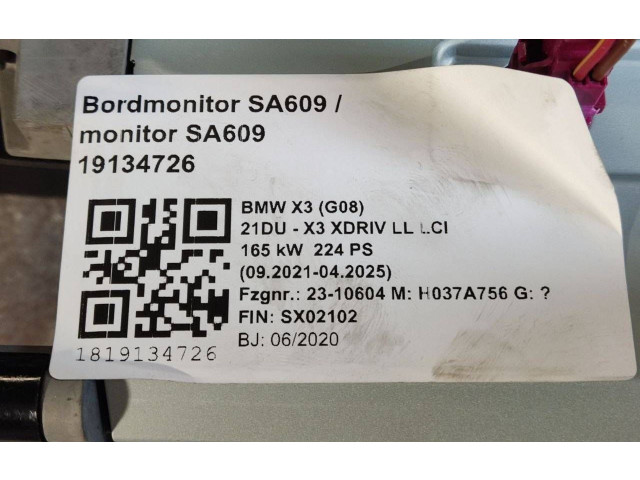 Bordmonitor SA609 /
monitor SA609
19134726
BMW X3 (G08)
21DU - X3 XDRIV LL LCI
165 kW 224 PS
(09.2021-04.2025)
Fzgnr.: 23-10604 M: H037A756 G: ?
FIN: SX02102
BJ: 06/2020
1819134726